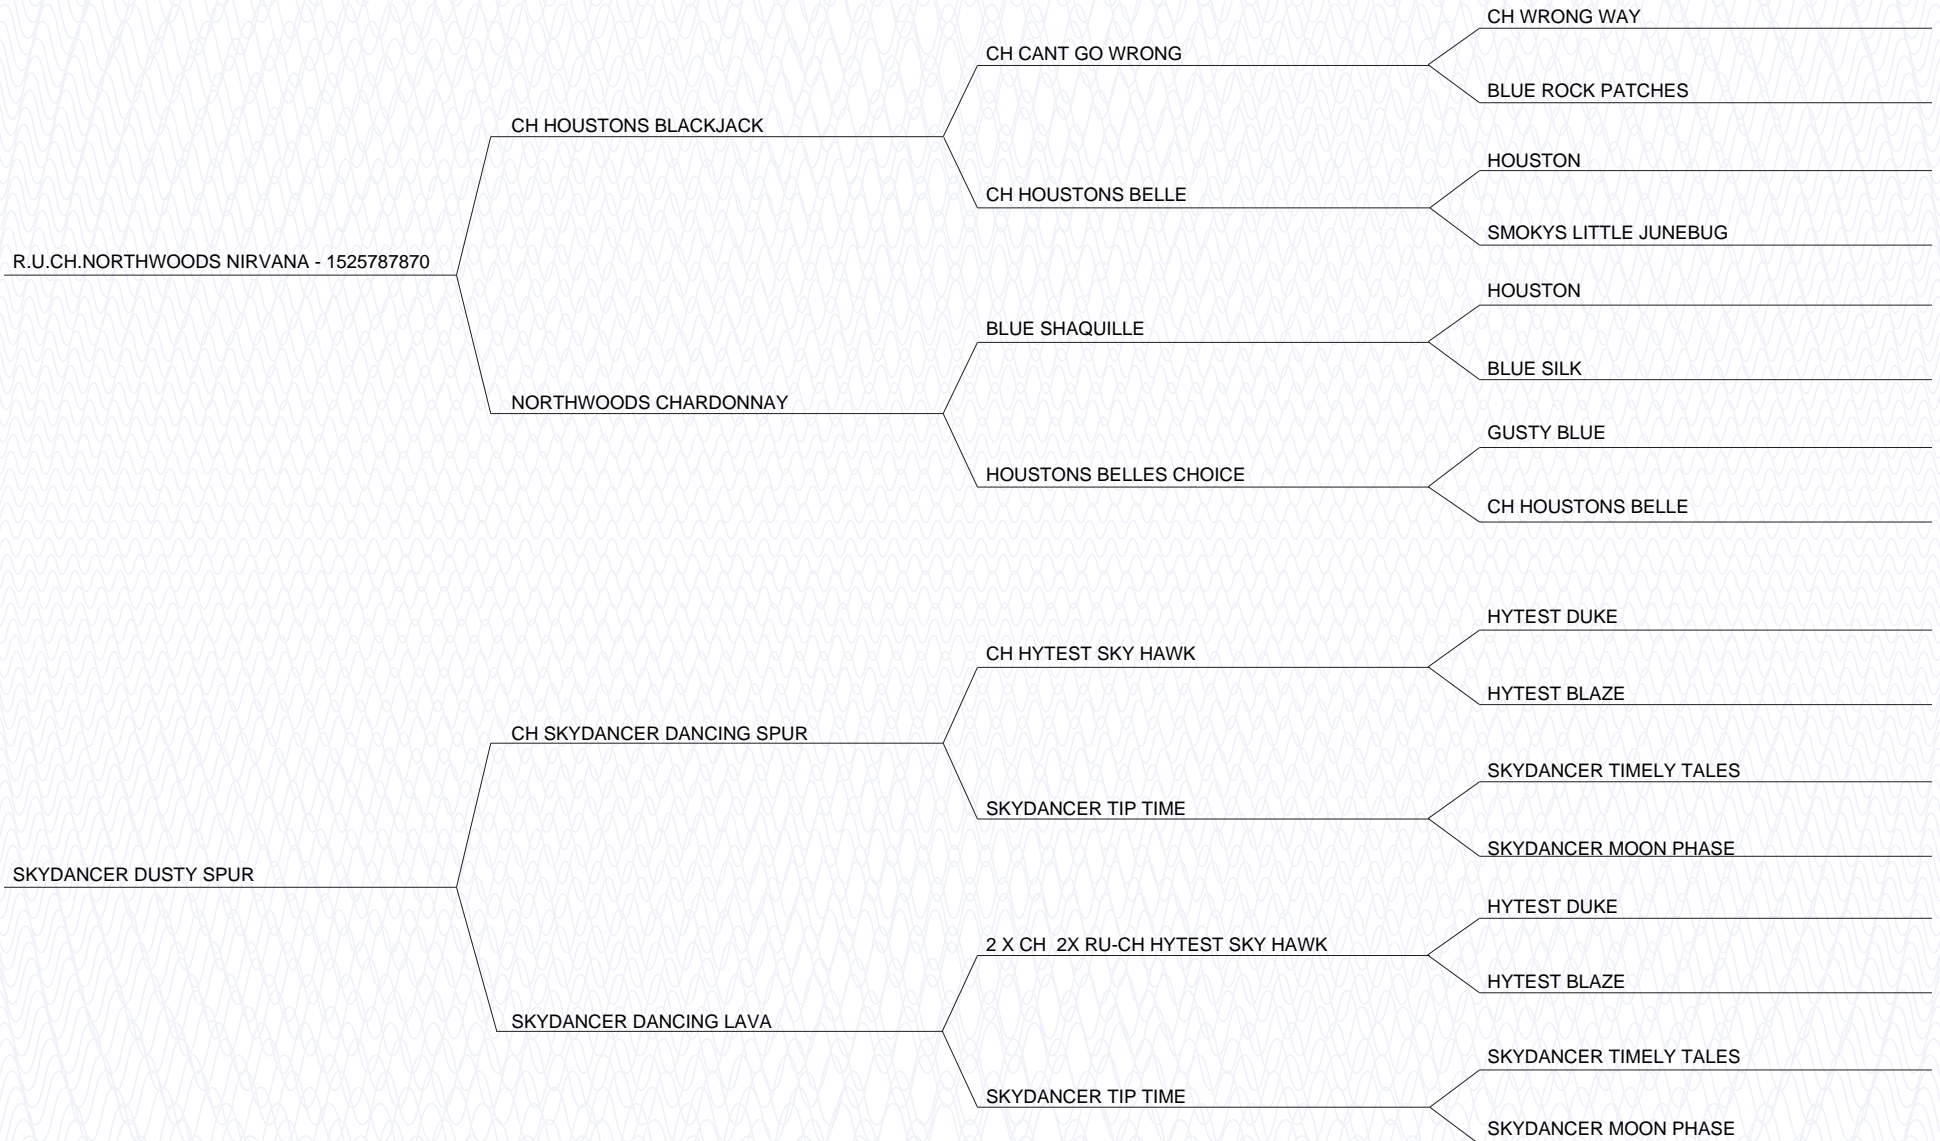 CH WRONG WAY
CH CANT GO WRONG
BLUE ROCK PATCHES
CH HOUSTONS BLACKJACK
HOUSTON
CH HOUSTONS BELLE
SMOKYS LITTLE JUNEBUG
R.U.CH.NORTHWOODS NIRVANA - 1525787870
HOUSTON
BLUE SHAQUILLE
BLUE SILK
NORTHWOODS CHARDONNAY
GUSTY BLUE
HOUSTONS BELLES CHOICE
CH HOUSTONS BELLE
HYTEST DUKE
CH HYTEST SKY HAWK
HYTEST BLAZE
CH SKYDANCER DANCING SPUR
SKYDANCER TIMELY TALES
SKYDANCER TIP TIME
SKYDANCER MOON PHASE
SKYDANCER DUSTY SPUR
HYTEST DUKE
2 X CH  2X RU-CH HYTEST SKY HAWK
HYTEST BLAZE
SKYDANCER DANCING LAVA
SKYDANCER TIMELY TALES
SKYDANCER TIP TIME
SKYDANCER MOON PHASE